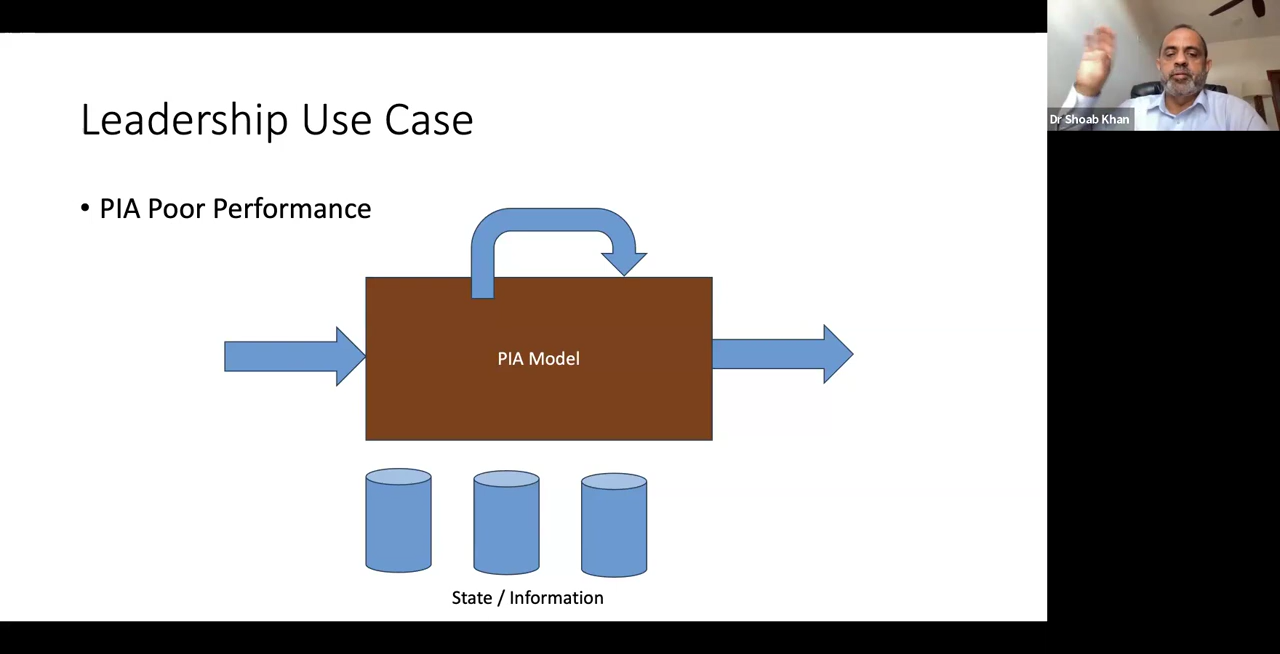 Leadership Use Case
• PIA Poor Performance
PIA Model
State / Information
Dr Shoab Khan